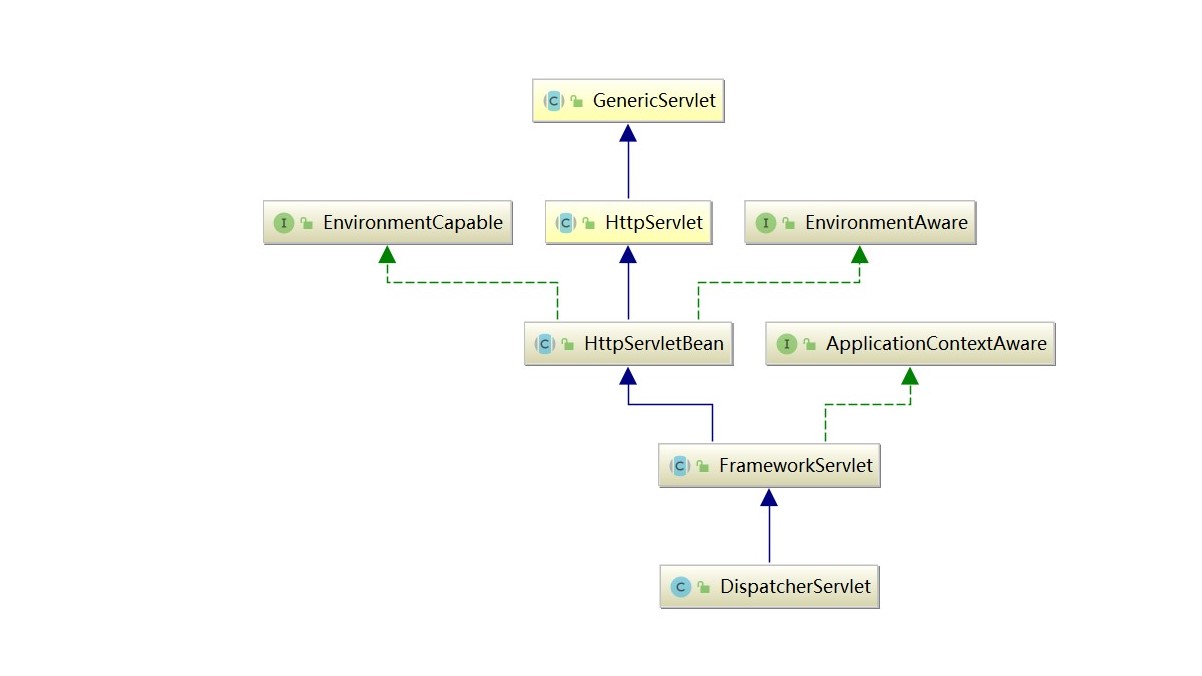 C GenericServlet
I EnvironmentCapable
C HttpServlet
I EnvironmentAware
C HttpServletBean
I ApplicationContextAware
C FrameworkServlet
C DispatcherServlet